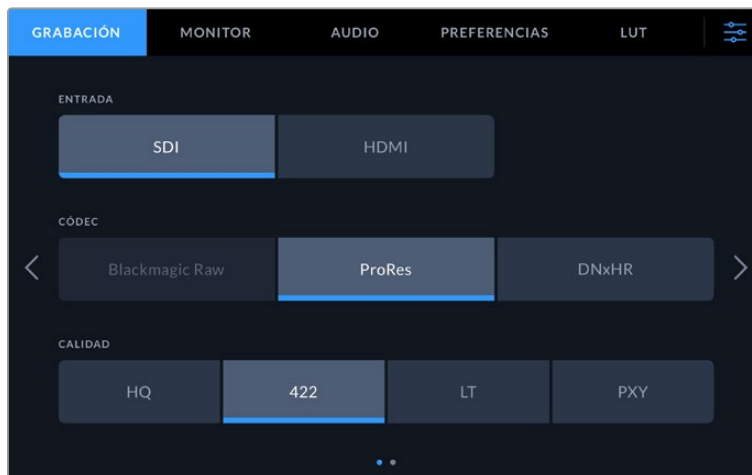 GRABACIÓN MONITOR AUDIO PREFERENCIAS LUT
ENTRADA
SDI HDMI
CÓDEC
Blackmagic Raw ProRes DNxHR
CALIDAD
HQ 422 LT PXY